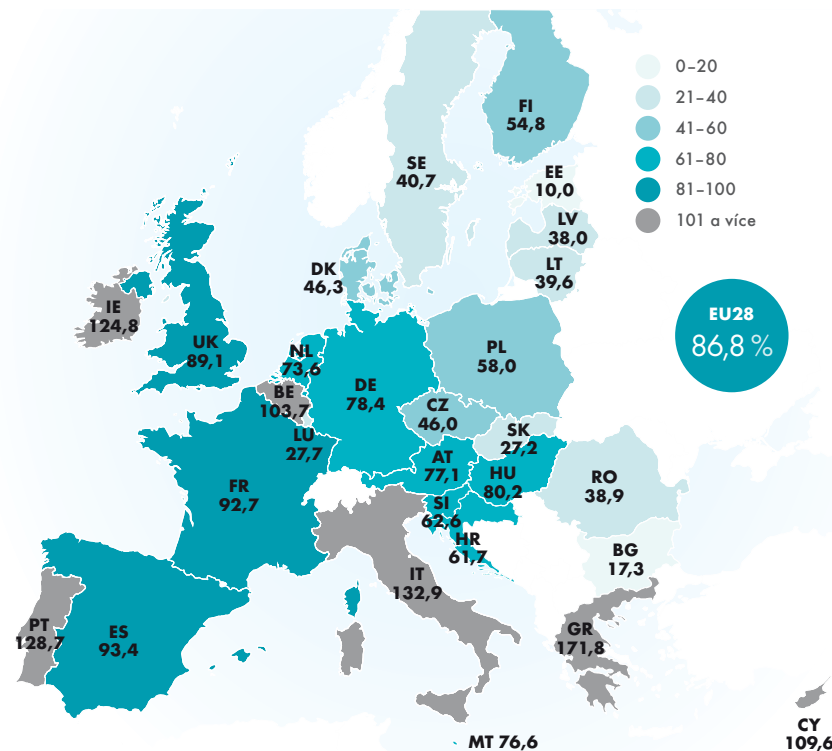 0–20
21–40
41–60
61–80
81–100
101 a více
EU28
86,8 %
FI
54,8
SE
40,7
EE
10,0
LV
38,0
LT
39,6
DK
46,3
IE
124,8
UK
89,1
NL
73,6
BE
103,7
LU
27,7
DE
78,4
PL
58,0
CZ
46,0
SK
27,2
AT
77,1
HU
80,2
SI
62,6
HR
61,7
RO
38,9
BG
17,3
FR
92,7
IT
132,9
PT
128,7
ES
93,4
GR
171,8
CY
109,6
MT 76,6